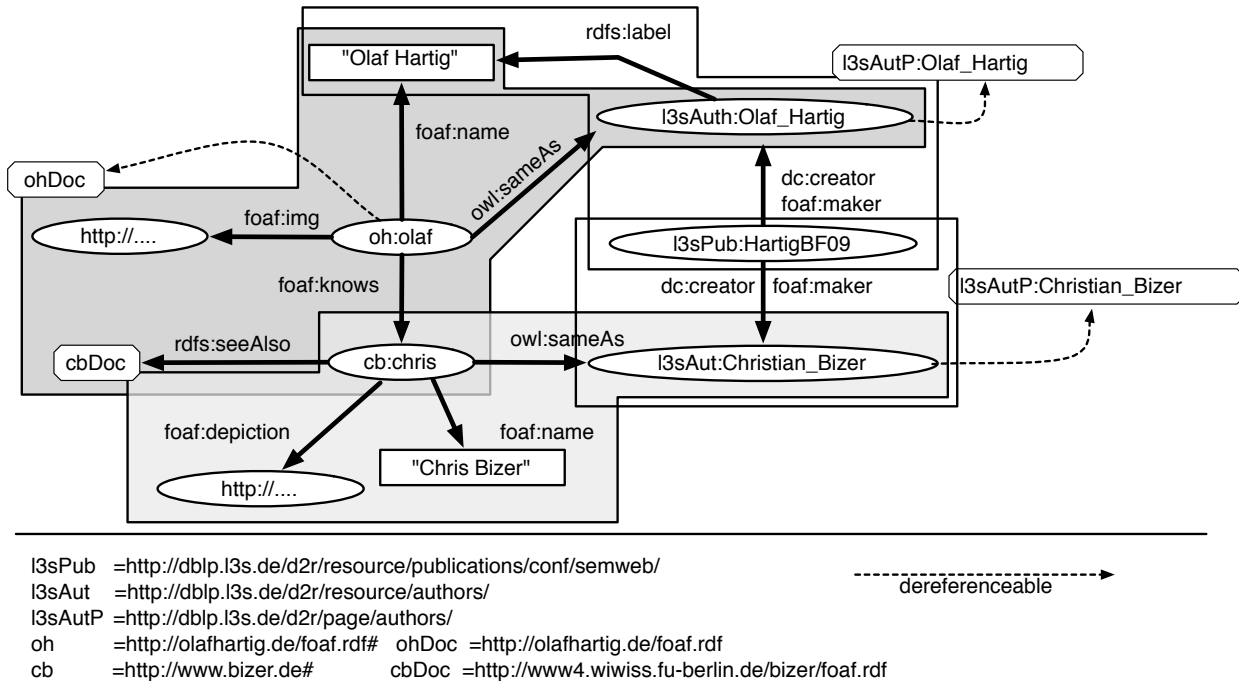 rdfs:label
"Olaf Hartig"
l3sAutP:Olaf_Hartig
l3sAuth:Olaf_Hartig
foaf:name
owl:sameAs
ohDoc
dc:creator
foaf:maker
foaf:img
http://....
oh:olaf
l3sPub:HartigBF09
foaf:knows
dc:creator
foaf:maker
l3sAutP:Christian_Bizer
rdfs:seeAlso
owl:sameAs
cbDoc
cb:chris
l3sAut:Christian_Bizer
foaf:depiction
foaf:name
"Chris Bizer"
http://....
l3sPub =http://dblp.l3s.de/d2r/resource/publications/conf/semweb/
l3sAut =http://dblp.l3s.de/d2r/resource/authors/
dereferenceable
l3sAutP =http://dblp.l3s.de/d2r/page/authors/
oh =http://olafhartig.de/foaf.rdf# ohDoc =http://olafhartig.de/foaf.rdf
cb =http://www.bizer.de# cbDoc =http://www4.wiwiss.fu-berlin.de/bizer/foaf.rdf